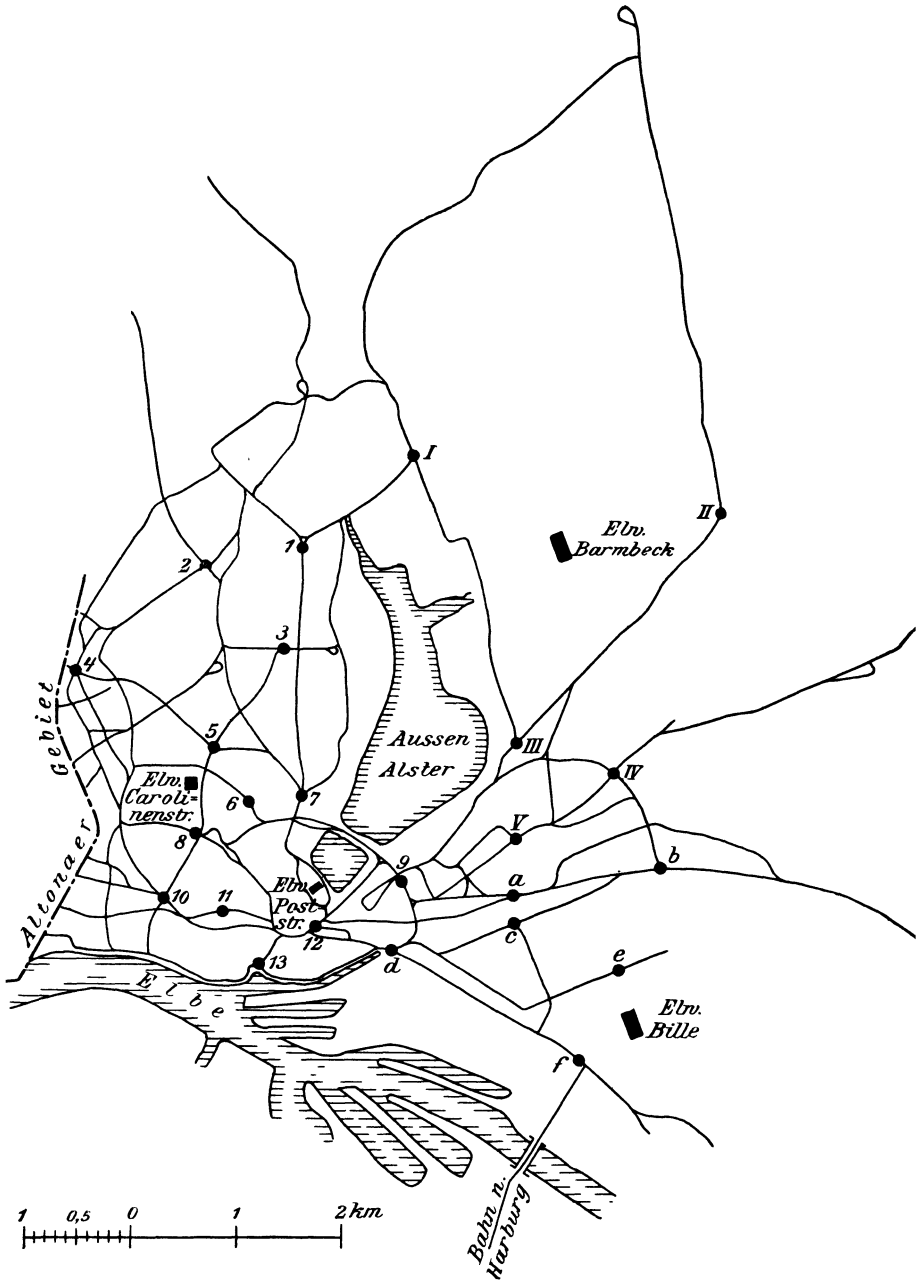 I
II
Elw.
Barmbeck
1
2
3
4
Gebiet
5
Aussen
Alster
III
IV
Elw.
Caroli=
nenstr.
6
7
V
8
9
b
Altonaer
10
11
Elw.
Post=
str.
a
12
c
d
13
e
Elbe
Elw.
Bille
f
Bahn n.
Harburg
1 0,5 0 1 2 km